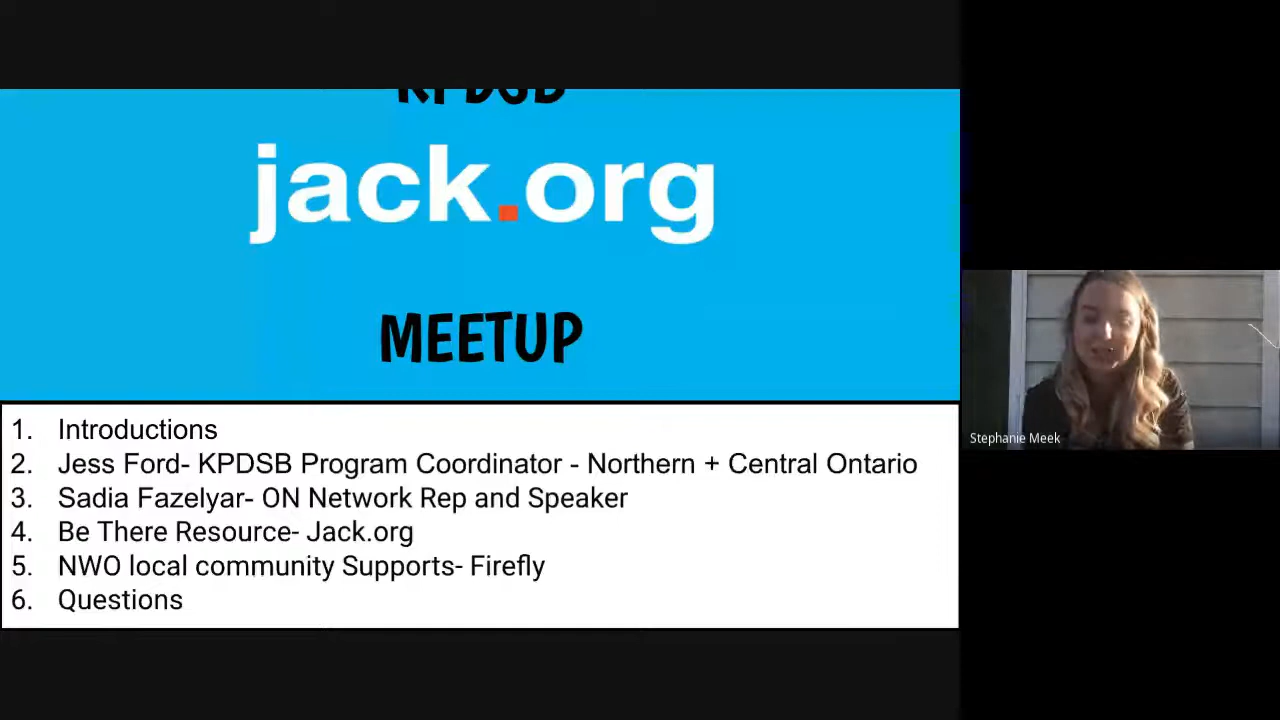 KPDSB
jack.org
MEETUP
1. Introductions
2. Jess Ford- KPDSB Program Coordinator - Northern + Central Ontario
3. Sadia Fazelyar- ON Network Rep and Speaker
4. Be There Resource- Jack.org
5. NWO local community Supports- Firefly
6. Questions
Stephanie Meek